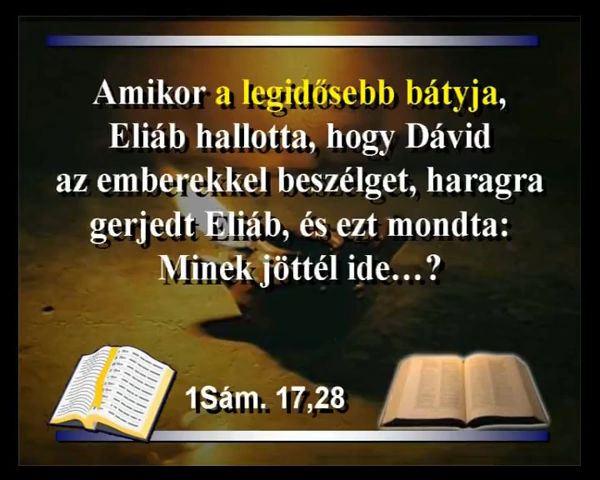 Amikor a legidősebb bátyja,
Eliáb hallotta, hogy Dávid
az emberekkel beszélget, haragra
gerjedt Eliáb, és ezt mondta:
Minek jöttél ide…?
1Sám. 17,28